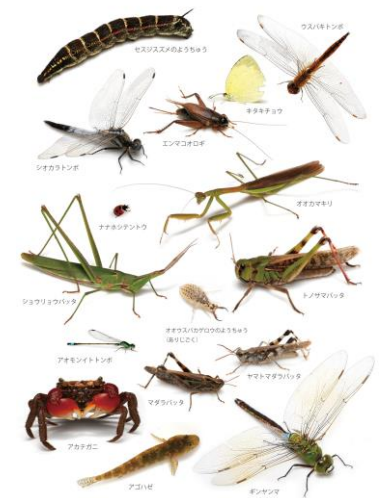 セスジスズメのようちゅう
ウスバキトンボ
キタキチョウ
エンマコオロギ
シオカラトンボ
オオカマキリ
ナナホシテントウ
ショウリョウバッタ
トノサマバッタ
オオウスバカゲロウのようちゅう
（ありじごく）
アオモンイトトンボ
ヤマトマダラバッタ
マダラバッタ
アカテガニ
アゴハゼ
ギンヤンマ